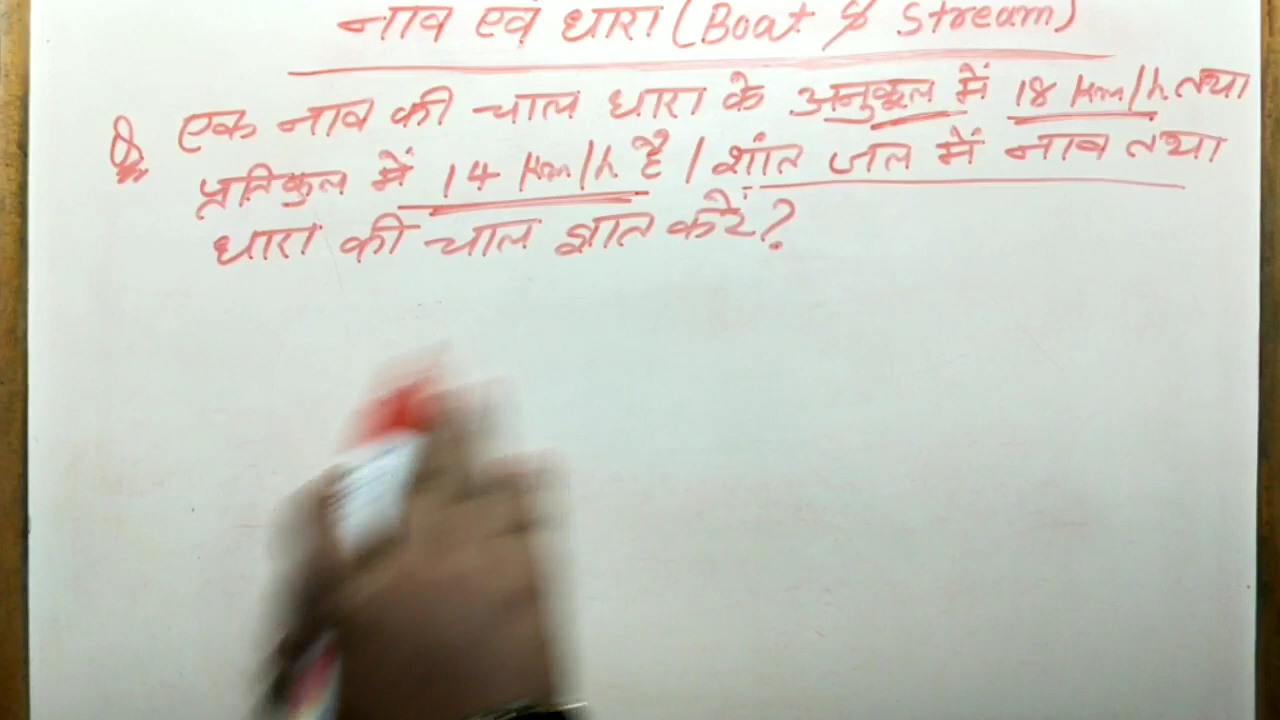 नाव एवं धारा (Boat & Stream)
Q एक नाव की चाल धारा के अनुकूल में 18 km/h तथा
प्रतिकुल में 14 km/h है। शांत जल में नाव तथा
धारा की चाल ज्ञात करें?